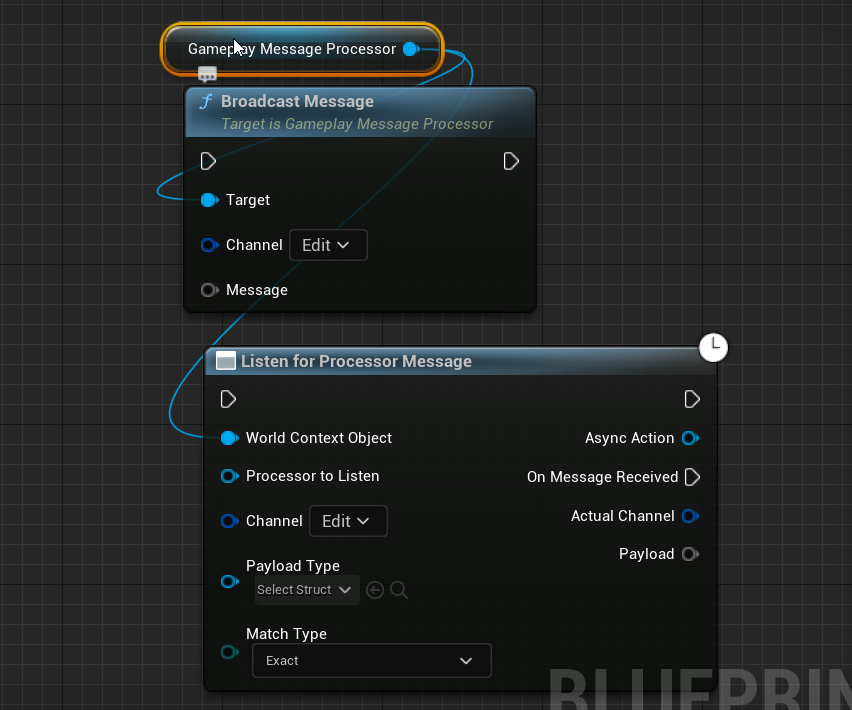 Gameplay Message Processor
Broadcast Message
Target is Gameplay Message Processor
Target
Channel Edit
Message
Listen for Processor Message
World Context Object Async Action
Processor to Listen On Message Received
Channel Edit Actual Channel
Payload Type Payload
Select Struct
Match Type
Exact